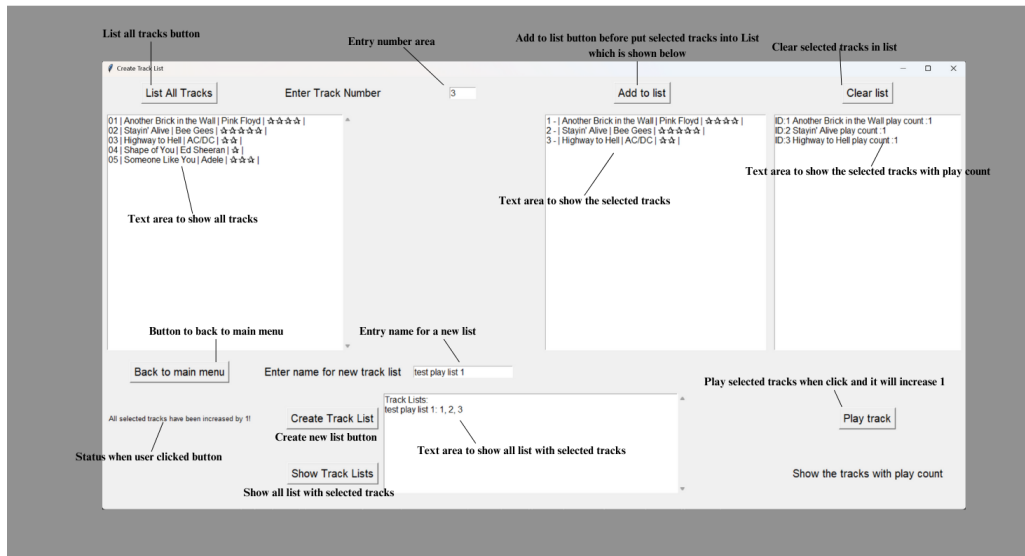 List all tracks button
Entry number area
Add to list button before put selected tracks into List
which is shown below
Clear selected tracks in list
Create Track List
List All Tracks
Enter Track Number
3
Add to list
Clear list
01 | Another Brick in the Wall | Pink Floyd | ✰✰✰✰ |
02 | Stayin' Alive | Bee Gees | ✰✰✰✰✰ |
03 | Highway to Hell | AC/DC | ✰✰ |
04 | Shape of You | Ed Sheeran | ✰ |
05 | Someone Like You | Adele | ✰✰✰ |
1 - | Another Brick in the Wall | Pink Floyd | ✰✰✰✰ |
2 - | Stayin' Alive | Bee Gees | ✰✰✰✰✰ |
3 - | Highway to Hell | AC/DC | ✰✰ |
ID:1 Another Brick in the Wall play count :1
ID:2 Stayin' Alive play count :1
ID:3 Highway to Hell play count :1
Text area to show the selected tracks with play count
Text area to show the selected tracks
Text area to show all tracks
Button to back to main menu
Entry name for a new list
Back to main menu
Enter name for new track list
test play list 1
Play selected tracks when click and it will increase 1
Track Lists:
test play list 1: 1, 2, 3
All selected tracks have been increased by 1!
Create Track List
Play track
Create new list button
Text area to show all list with selected tracks
Status when user clicked button
Show Track Lists
Show the tracks with play count
Show all list with selected tracks